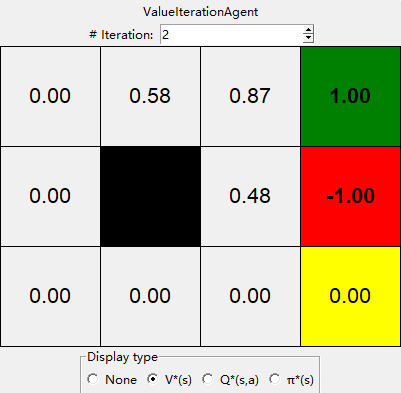 ValueIterationAgent
# Iteration: 2
0.00 0.58 0.87 1.00
0.00 0.48 -1.00
0.00 0.00 0.00 0.00
Display type
None V*(s) Q*(s,a) π*(s)